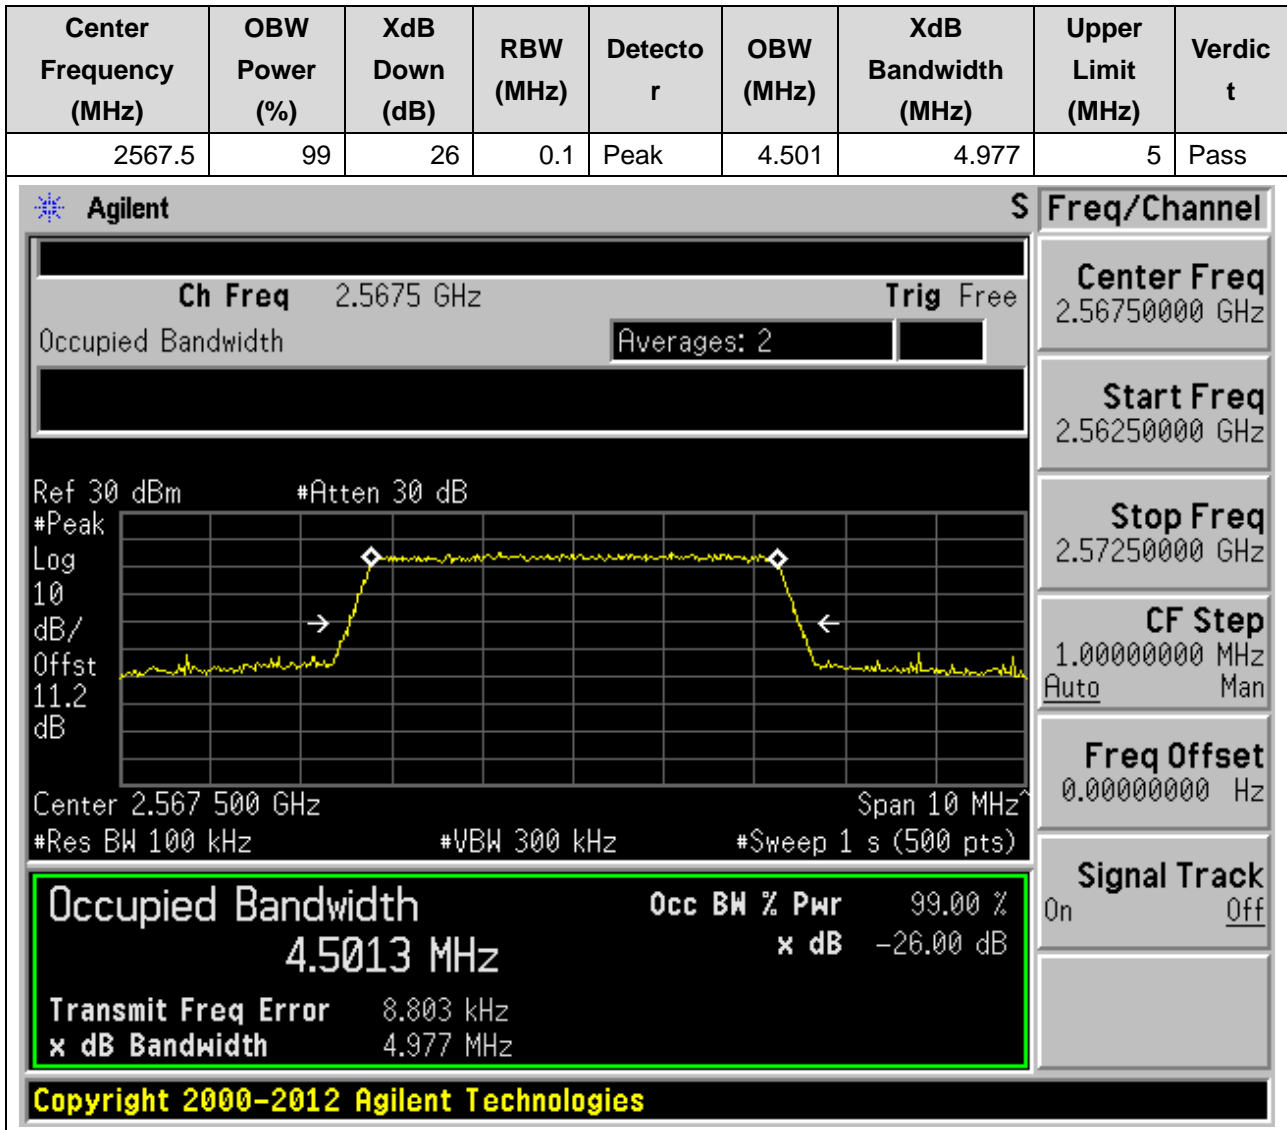 Center Frequency (MHz) OBW Power (%) XdB Down (dB) RBW (MHz) Detector OBW (MHz) XdB Bandwidth (MHz) Upper Limit (MHz) Verdict
2567.5 99 26 0.1 Peak 4.501 4.977 5 Pass
Agilent S Freq/Channel
Ch Freq 2.5675 GHz Trig Free
Occupied Bandwidth Averages: 2
Center Freq
2.56750000 GHz
Start Freq
2.56250000 GHz
Stop Freq
2.57250000 GHz
CF Step
1.00000000 MHz
Auto Man
Freq Offset
0.00000000 Hz
Signal Track
On Off
Ref 30 dBm #Atten 30 dB
#Peak
Log
10
dB/
Offst
11.2
dB
Center 2.567 500 GHz Span 10 MHz^
#Res BW 100 kHz #VBW 300 kHz #Sweep 1 s (500 pts)
Occupied Bandwidth Occ BW % Pwr 99.00 %
4.5013 MHz x dB -26.00 dB
Transmit Freq Error 8.803 kHz
x dB Bandwidth 4.977 MHz
Copyright 2000-2012 Agilent Technologies